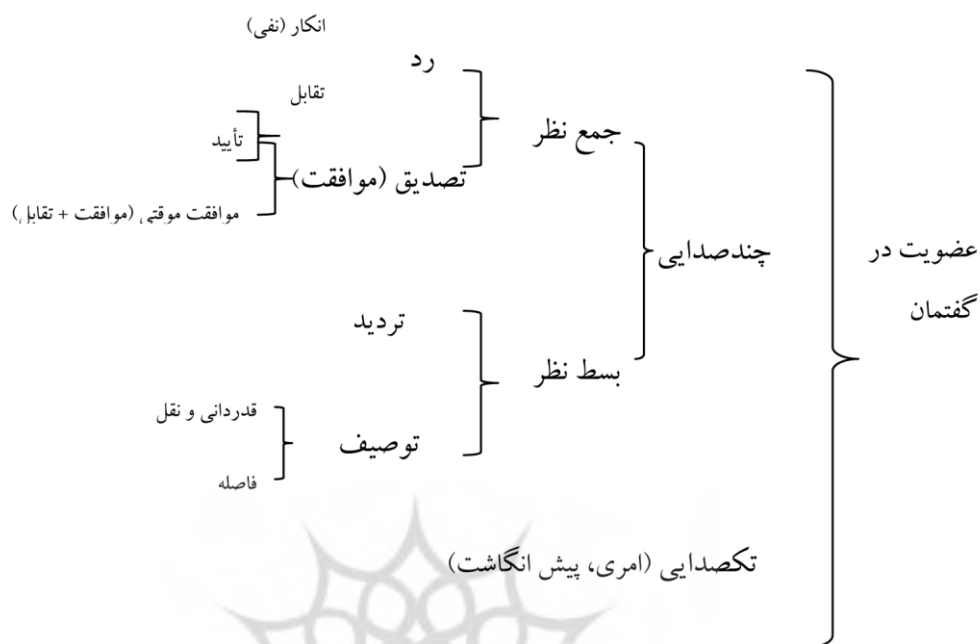 انکار (نفی)
رد
تقابل
جمع نظر
تأیید
تصدیق (موافقت)
موافقت موقتی (موافقت + تقابل)
عضویت در
چندصدایی
گفتمان
تردید
بسط نظر
قدردانی و نقل
توصیف
فاصله
تکصدایی (امری، پیش انگاشت)